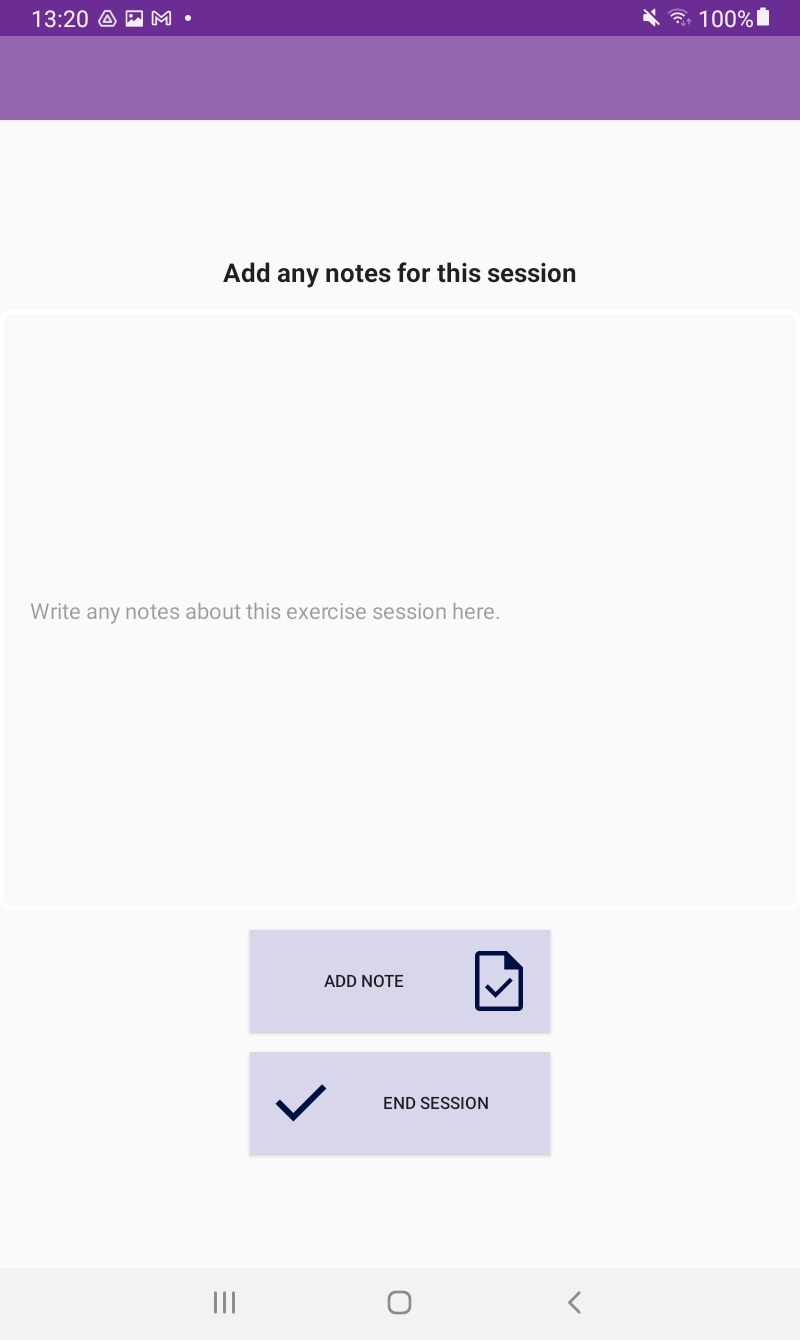 13:20 100%
Add any notes for this session
Write any notes about this exercise session here.
ADD NOTE
END SESSION